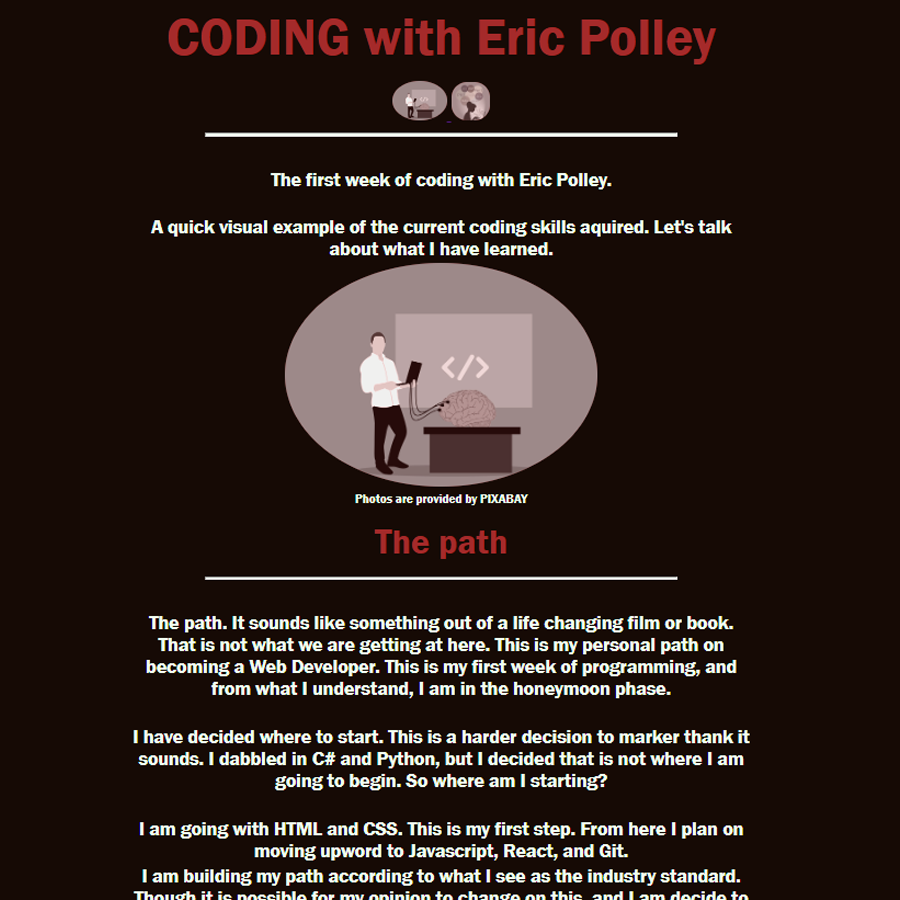 CODING with Eric Polley
The first week of coding with Eric Polley.
A quick visual example of the current coding skills aquired. Let's talk
about what I have learned.
</>
Photos are provided by PIXABAY
The path
The path. It sounds like something out of a life changing film or book.
That is not what we are getting at here. This is my personal path on
becoming a Web Developer. This is my first week of programming, and
from what I understand, I am in the honeymoon phase.
I have decided where to start. This is a harder decision to marker thank it
sounds. I dabbled in C# and Python, but I decided that is not where I am
going to begin. So where am I starting?
I am going with HTML and CSS. This is my first step. From here I plan on
moving upword to Javascript, React, and Git.
I am building my path according to what I see as the industry standard.
Though it is possible for my opinion to change on this, and I am decide to